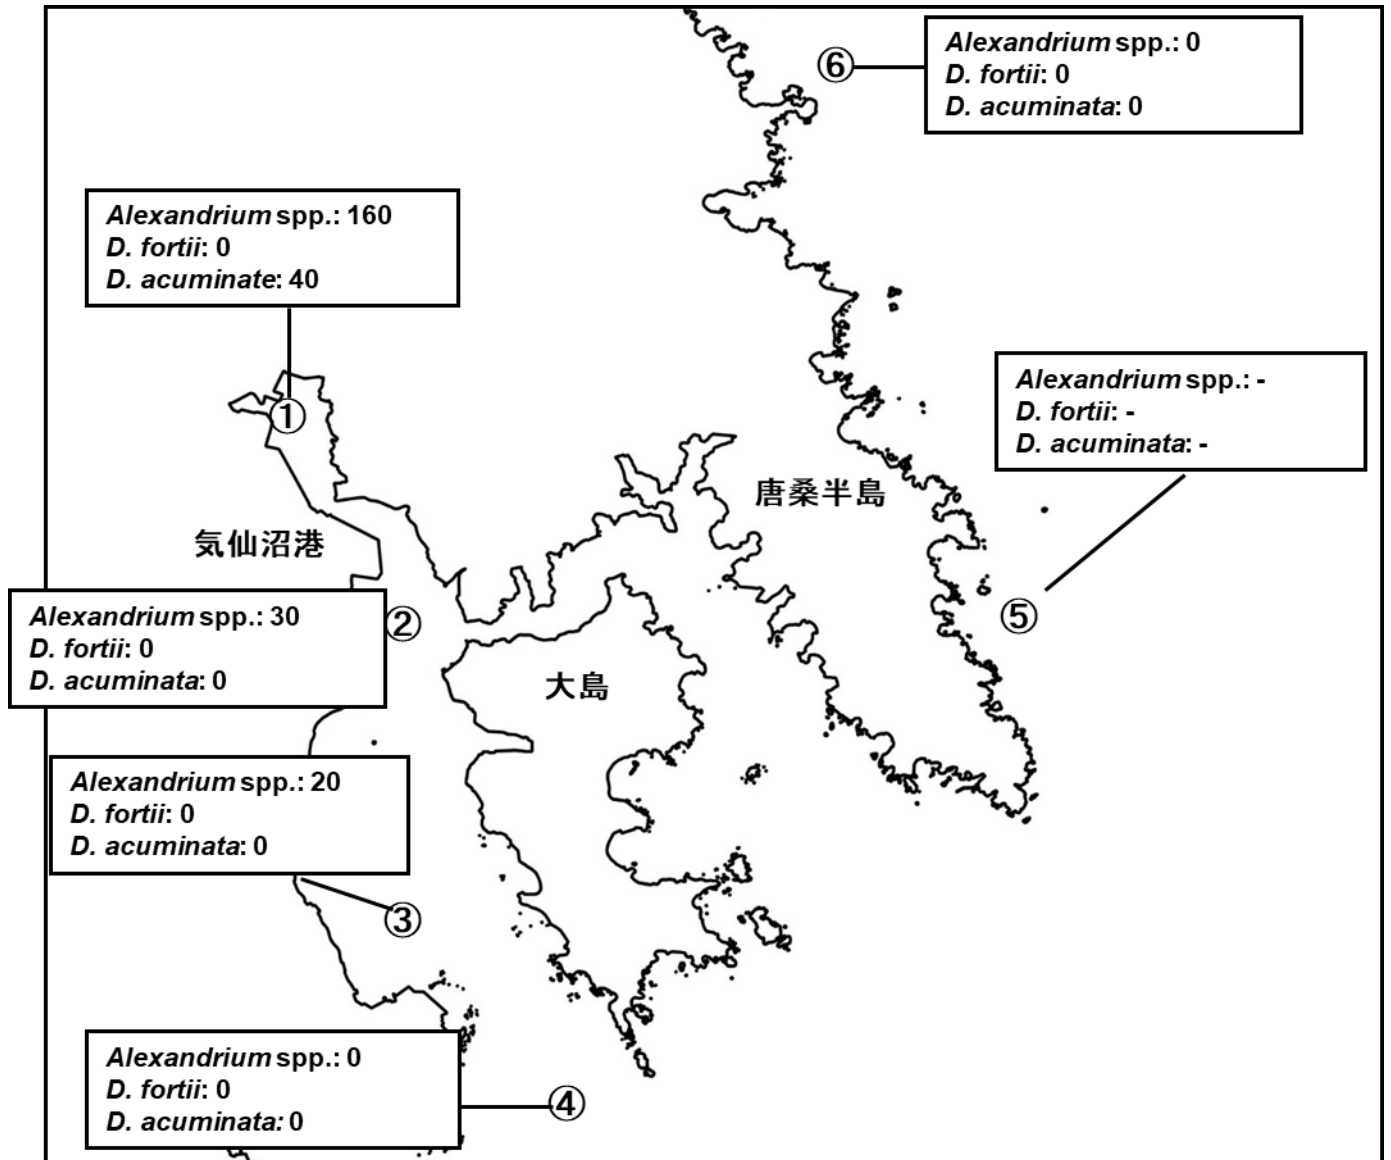 Alexandrium spp.: 0
D. fortii: 0
D. acuminata: 0
⑥
Alexandrium spp.: 160
D. fortii: 0
D. acuminate: 40
①
Alexandrium spp.: -
D. fortii: -
D. acuminata: -
唐桑半島
気仙沼港
⑤
Alexandrium spp.: 30
D. fortii: 0
D. acuminata: 0
②
大島
Alexandrium spp.: 20
D. fortii: 0
D. acuminata: 0
③
Alexandrium spp.: 0
D. fortii: 0
D. acuminata: 0
④